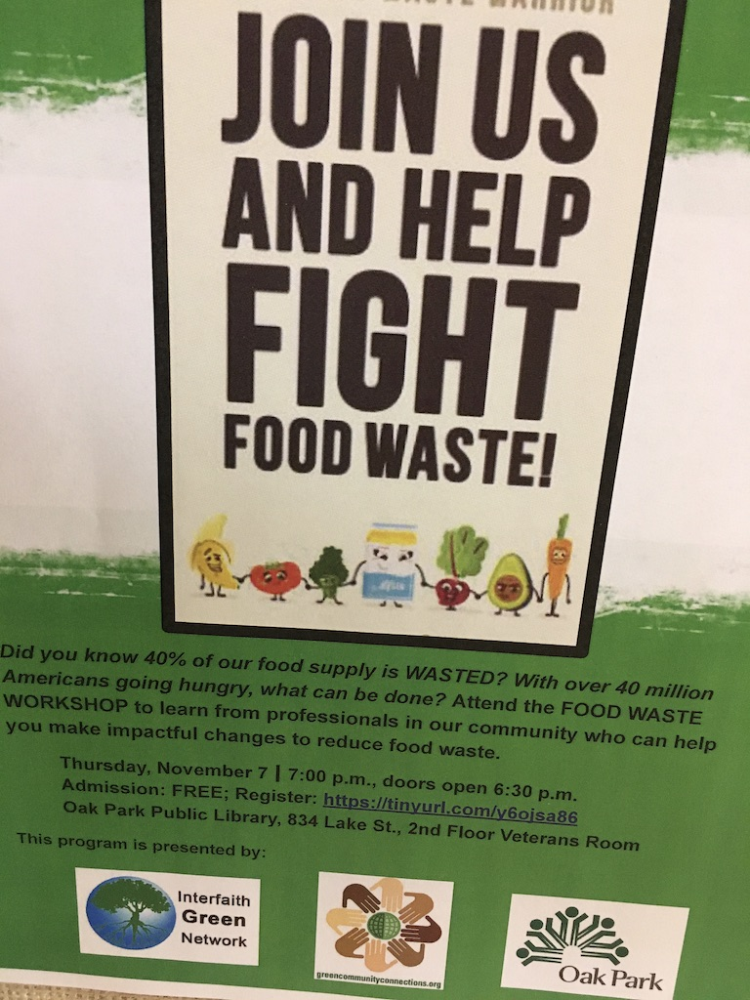 WASTE WARRIOR
JOIN US
AND HELP
FIGHT
FOOD WASTE!
Milk
Did you know 40% of our food supply is WASTED? With over 40 million
Americans going hungry, what can be done? Attend the FOOD WASTE
WORKSHOP to learn from professionals in our community who can help
you make impactful changes to reduce food waste.
Thursday, November 7 | 7:00 p.m., doors open 6:30 p.m.
Admission: FREE; Register: https://tinyurl.com/y6ojsa86
Oak Park Public Library, 834 Lake St., 2nd Floor Veterans Room
This program is presented by:
Interfaith
Green
Network
greencommunityconnections.org
Oak Park